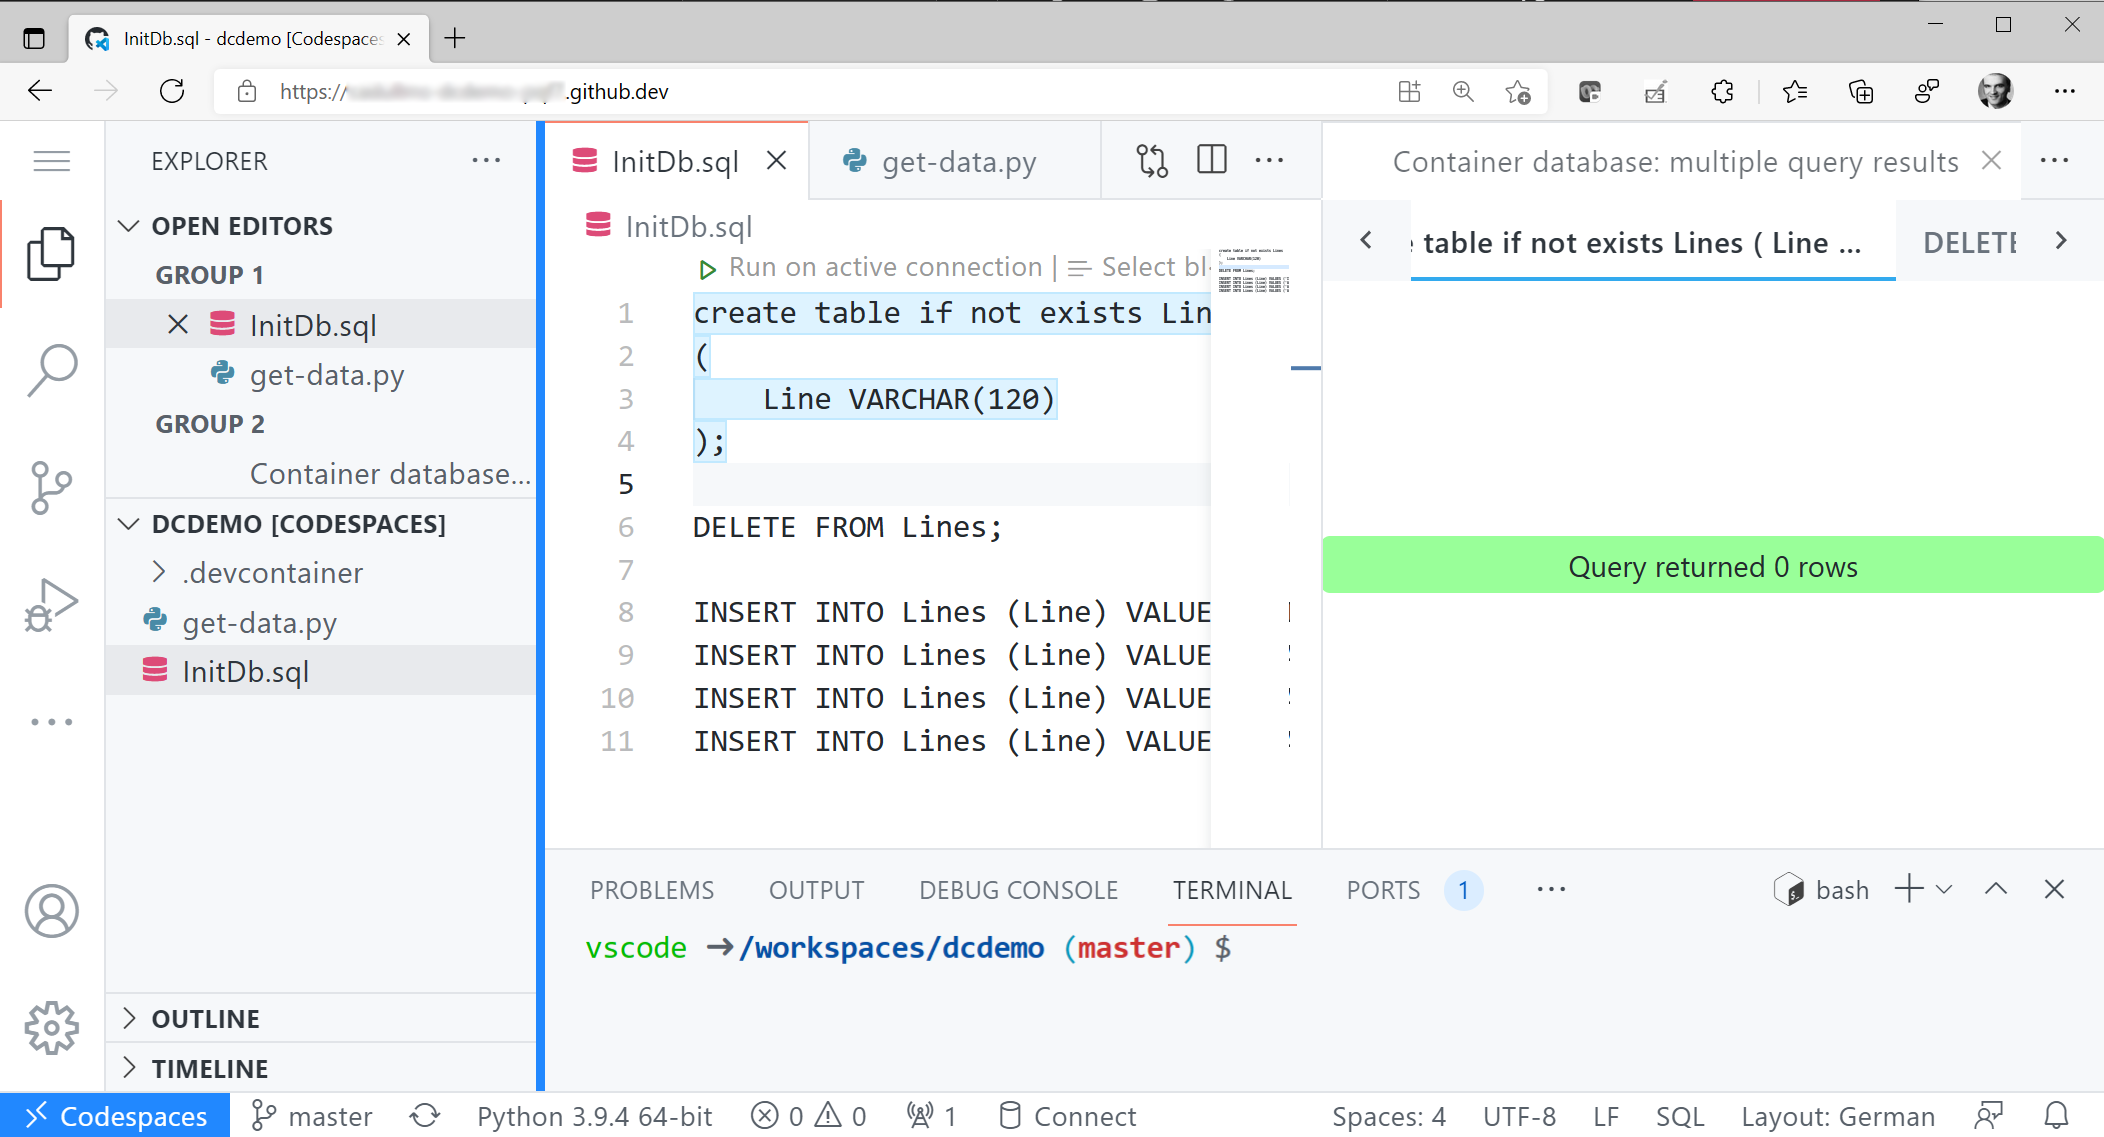 InitDb.sql - dcdemo [Codespaces
https:// .github.dev
EXPLORER
OPEN EDITORS
GROUP 1
InitDb.sql
get-data.py
GROUP 2
Container database...
DCDEMO [CODESPACES]
.devcontainer
get-data.py
InitDb.sql
OUTLINE
TIMELINE
InitDb.sql
get-data.py
InitDb.sql
Run on active connection | Select bl
1 create table if not exists Lin
2 (
3 Line VARCHAR(120)
4 );
5
6 DELETE FROM Lines;
7
8 INSERT INTO Lines (Line) VALUE
9 INSERT INTO Lines (Line) VALUE
10 INSERT INTO Lines (Line) VALUE
11 INSERT INTO Lines (Line) VALUE
Container database: multiple query results
table if not exists Lines ( Line ...
DELETE
Query returned 0 rows
PROBLEMS OUTPUT DEBUG CONSOLE TERMINAL PORTS 1
bash
vscode ➜ /workspaces/dcdemo (master) $
Codespaces master Python 3.9.4 64-bit 0 0 1 Connect Spaces: 4 UTF-8 LF SQL Layout: German